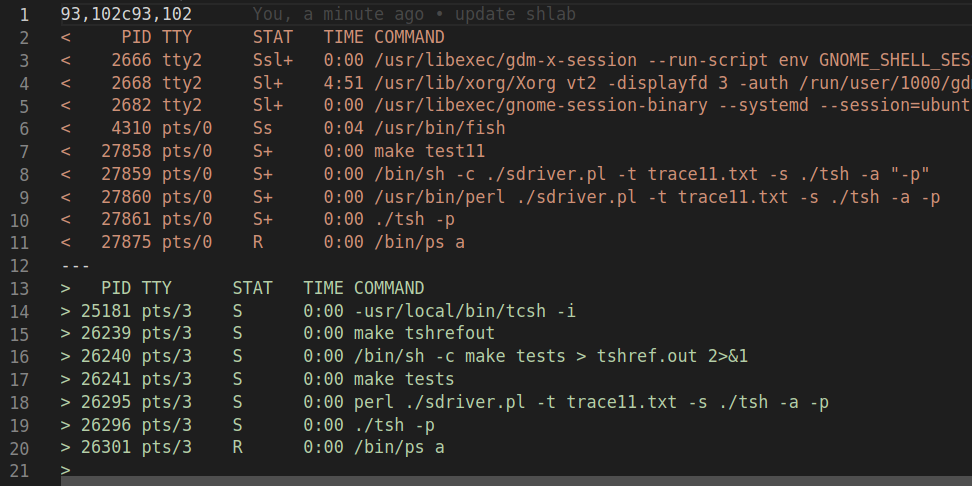 1 93,102c93,102 You, a minute ago • update shlab
2 < PID TTY STAT TIME COMMAND
3 < 2666 tty2 Ssl+ 0:00 /usr/libexec/gdm-x-session --run-script env GNOME_SHELL_SES
4 < 2668 tty2 Sl+ 4:51 /usr/lib/xorg/Xorg vt2 -displayfd 3 -auth /run/user/1000/gd
5 < 2682 tty2 Sl+ 0:00 /usr/libexec/gnome-session-binary --systemd --session=ubunt
6 < 4310 pts/0 Ss 0:04 /usr/bin/fish
7 < 27858 pts/0 S+ 0:00 make test11
8 < 27859 pts/0 S+ 0:00 /bin/sh -c ./sdriver.pl -t trace11.txt -s ./tsh -a "-p"
9 < 27860 pts/0 S+ 0:00 /usr/bin/perl ./sdriver.pl -t trace11.txt -s ./tsh -a -p
10 < 27861 pts/0 S+ 0:00 ./tsh -p
11 < 27875 pts/0 R 0:00 /bin/ps a
12 ---
13 > PID TTY STAT TIME COMMAND
14 > 25181 pts/3 S 0:00 -usr/local/bin/tcsh -i
15 > 26239 pts/3 S 0:00 make tshrefout
16 > 26240 pts/3 S 0:00 /bin/sh -c make tests > tshref.out 2>&1
17 > 26241 pts/3 S 0:00 make tests
18 > 26295 pts/3 S 0:00 perl ./sdriver.pl -t trace11.txt -s ./tsh -a -p
19 > 26296 pts/3 S 0:00 ./tsh -p
20 > 26301 pts/3 R 0:00 /bin/ps a
21 >